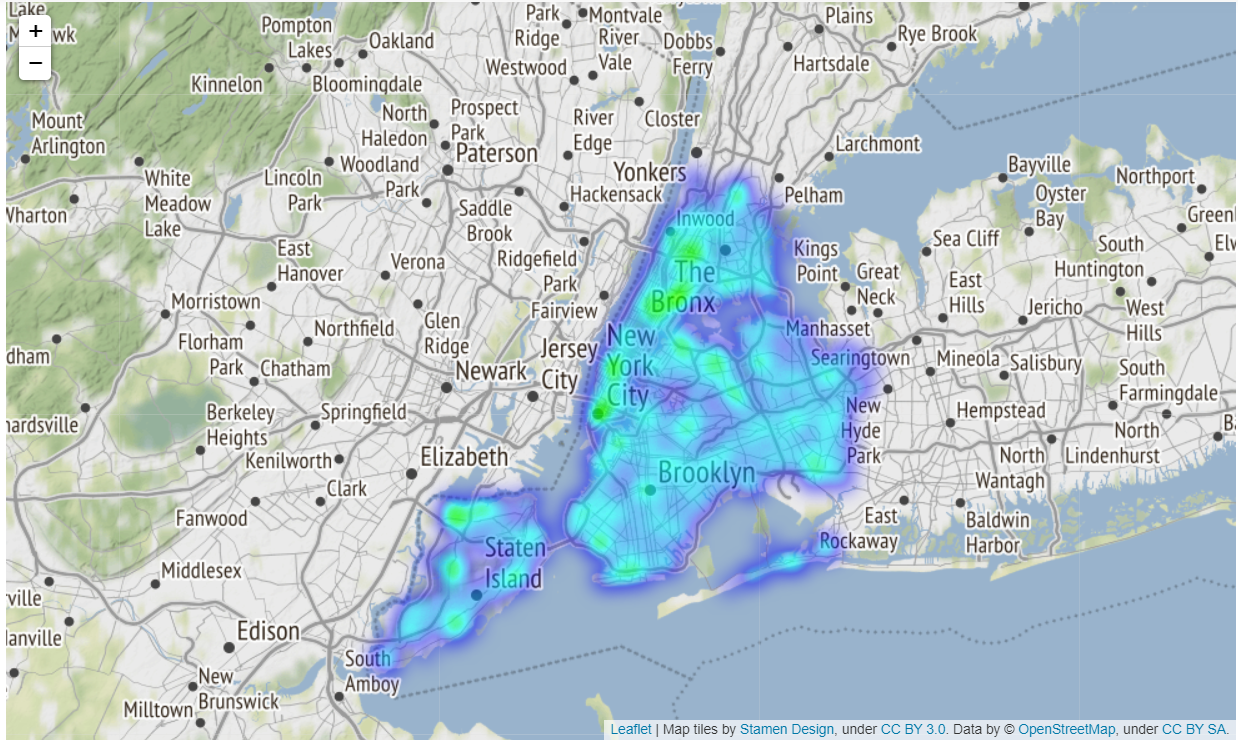 Lake
+
−
Pompton
Lakes
Oakland
Park
Ridge
Montvale
River
Vale
Dobbs
Ferry
Plains
Rye Brook
Hartsdale
Westwood
Kinnelon
Bloomingdale
Mount
Arlington
North
Haledon
Prospect
Park
Paterson
River
Edge
Closter
Larchmont
Woodland
Park
Yonkers
Hackensack
Pelham
Bayville
Northport
White
Meadow
Lake
Lincoln
Park
Saddle
Brook
Inwood
Oyster
Bay
Wharton
East
Hanover
Verona
Ridgefield
Park
Kings
Point
Sea Cliff
South
Huntington
The
Bronx
Great
Neck
East
Hills
Jericho
West
Hills
Morristown
Fairview
Northfield
Glen
Ridge
New
York
City
Manhasset
Florham
Park
Chatham
Newark
Jersey
City
Searingtown
Mineola
Salisbury
South
Farmingdale
Berkeley
Heights
Springfield
New
Hyde
Park
Hempstead
North
Lindenhurst
Kenilworth
Elizabeth
Brooklyn
North
Wantagh
Clark
Fanwood
East
Rockaway
Baldwin
Harbor
Staten
Island
Middlesex
Edison
South
Amboy
New
Brunswick
Milltown
Leaflet | Map tiles by Stamen Design, under CC BY 3.0. Data by © OpenStreetMap, under CC BY SA.